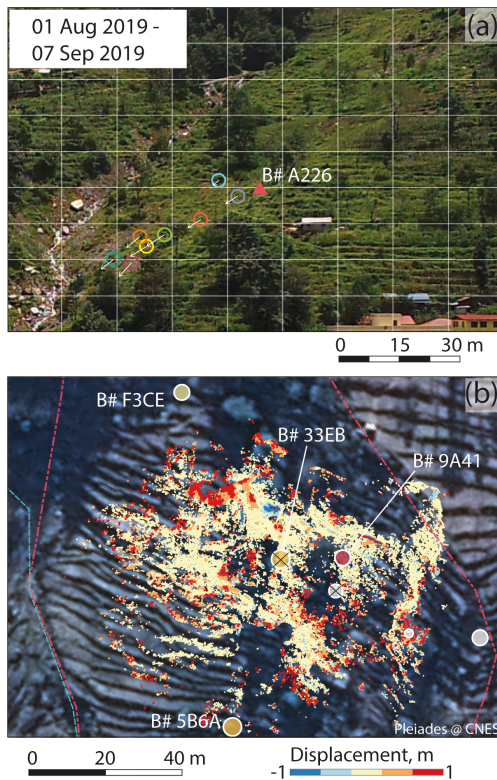 01 Aug 2019 -
07 Sep 2019
(a)
B# A226
0 15 30 m
(b)
B# F3CE
B# 33EB
B# 9A41
B# 5B6A
Pleiades @ CNES
0 20 40 m
Displacement, m
-1 1